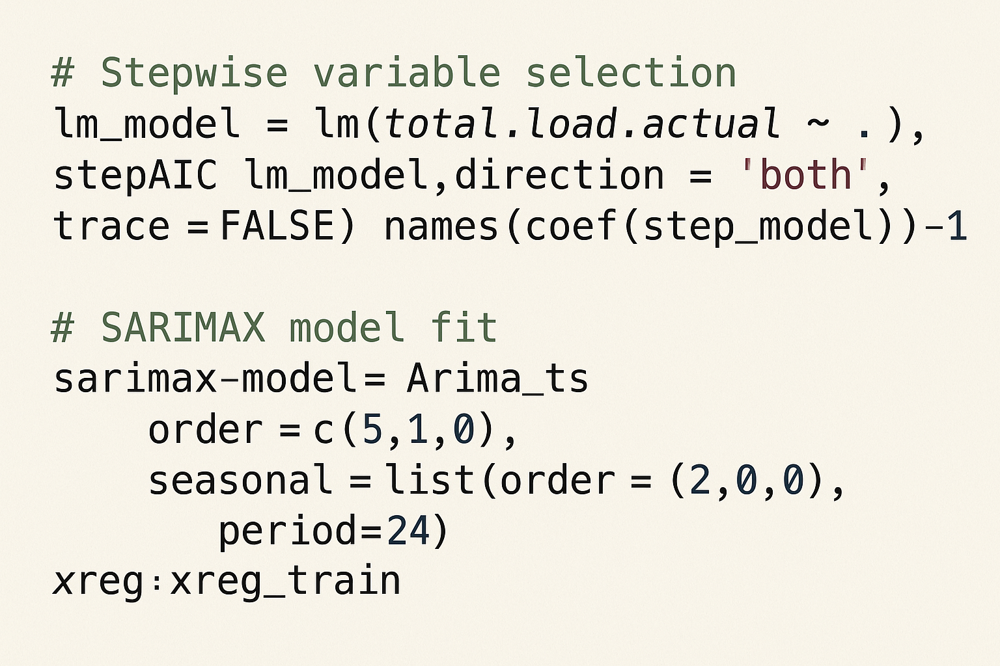 # Stepwise variable selection
lm_model = lm(total.load.actual ~ .),
stepAIC lm_model,direction = 'both',
trace =FALSE) names(coef(step_model))-1
# SARIMAX model fit
sarimax-model= Arima_ts
order =c(5,1,0),
seasonal =list(order = (2,0,0),
period=24)
xreg:xreg_train